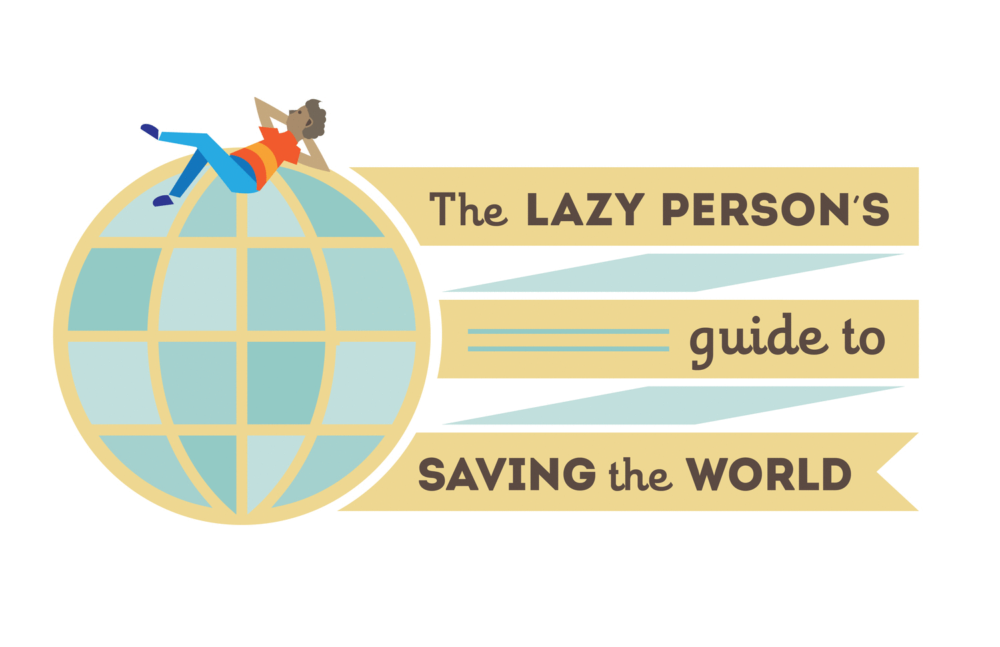 The LAZY PERSON'S
guide to
SAVING the WORLD